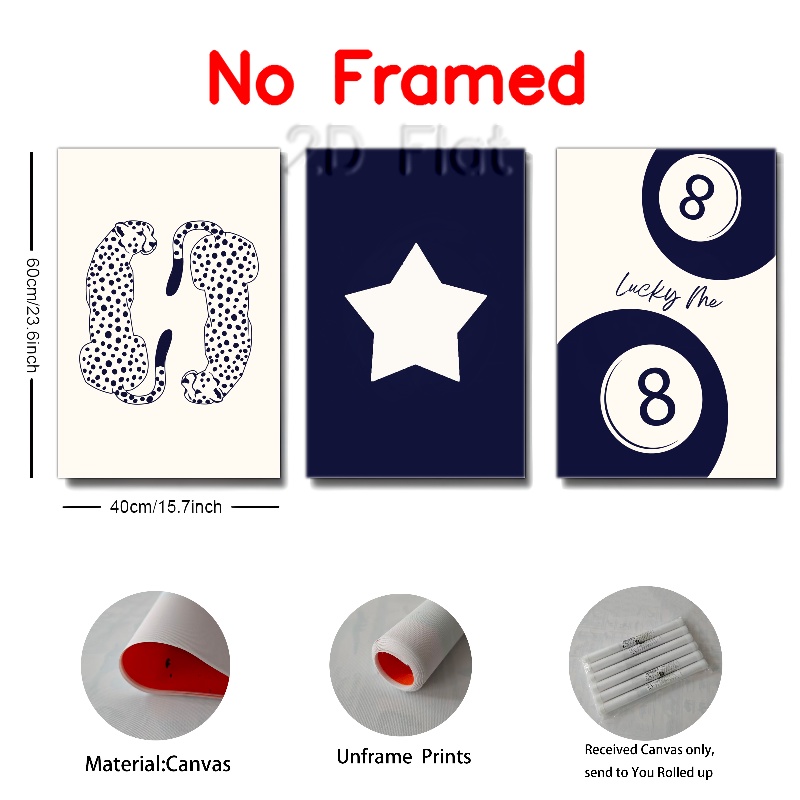 No Framed
2D Flat
60cm/23.6inch
8
Lucky Me
8
40cm/15.7inch
Material:Canvas
Unframe Prints
Received Canvas only,
send to You Rolled up